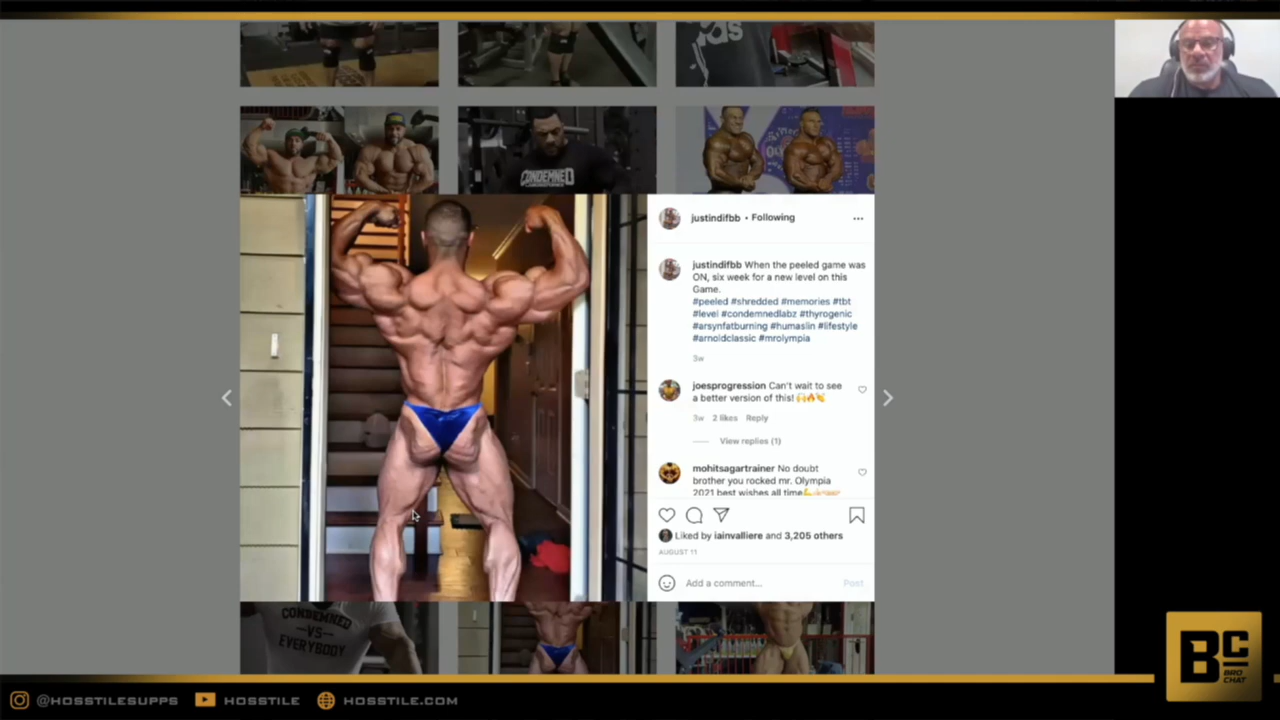 CONDEMNED
justindifbb • Following
justindifbb When the peeled game was
ON, six week for a new level on this
Game.
#peeled #shredded #memories #tbt
#level #condemnedlabz #thyrogenic
#arsynfatburning #humaslin #lifestyle
#arnoldclassic #mrolympia
3w
joesprogression Can't wait to see
a better version of this!
3w 2 likes Reply
View replies (1)
mohitsagartrainer No doubt
brother you rocked mr. Olympia
2021 best wishes all time
Liked by iainvalliere and 3,205 others
AUGUST 11
Add a comment...
Post
CONDEMNED
-VS-
EVERYBODY
BC
BRO
CHAT
@HOSSTILESUPPS
HOSSTILE
HOSSTILE.COM